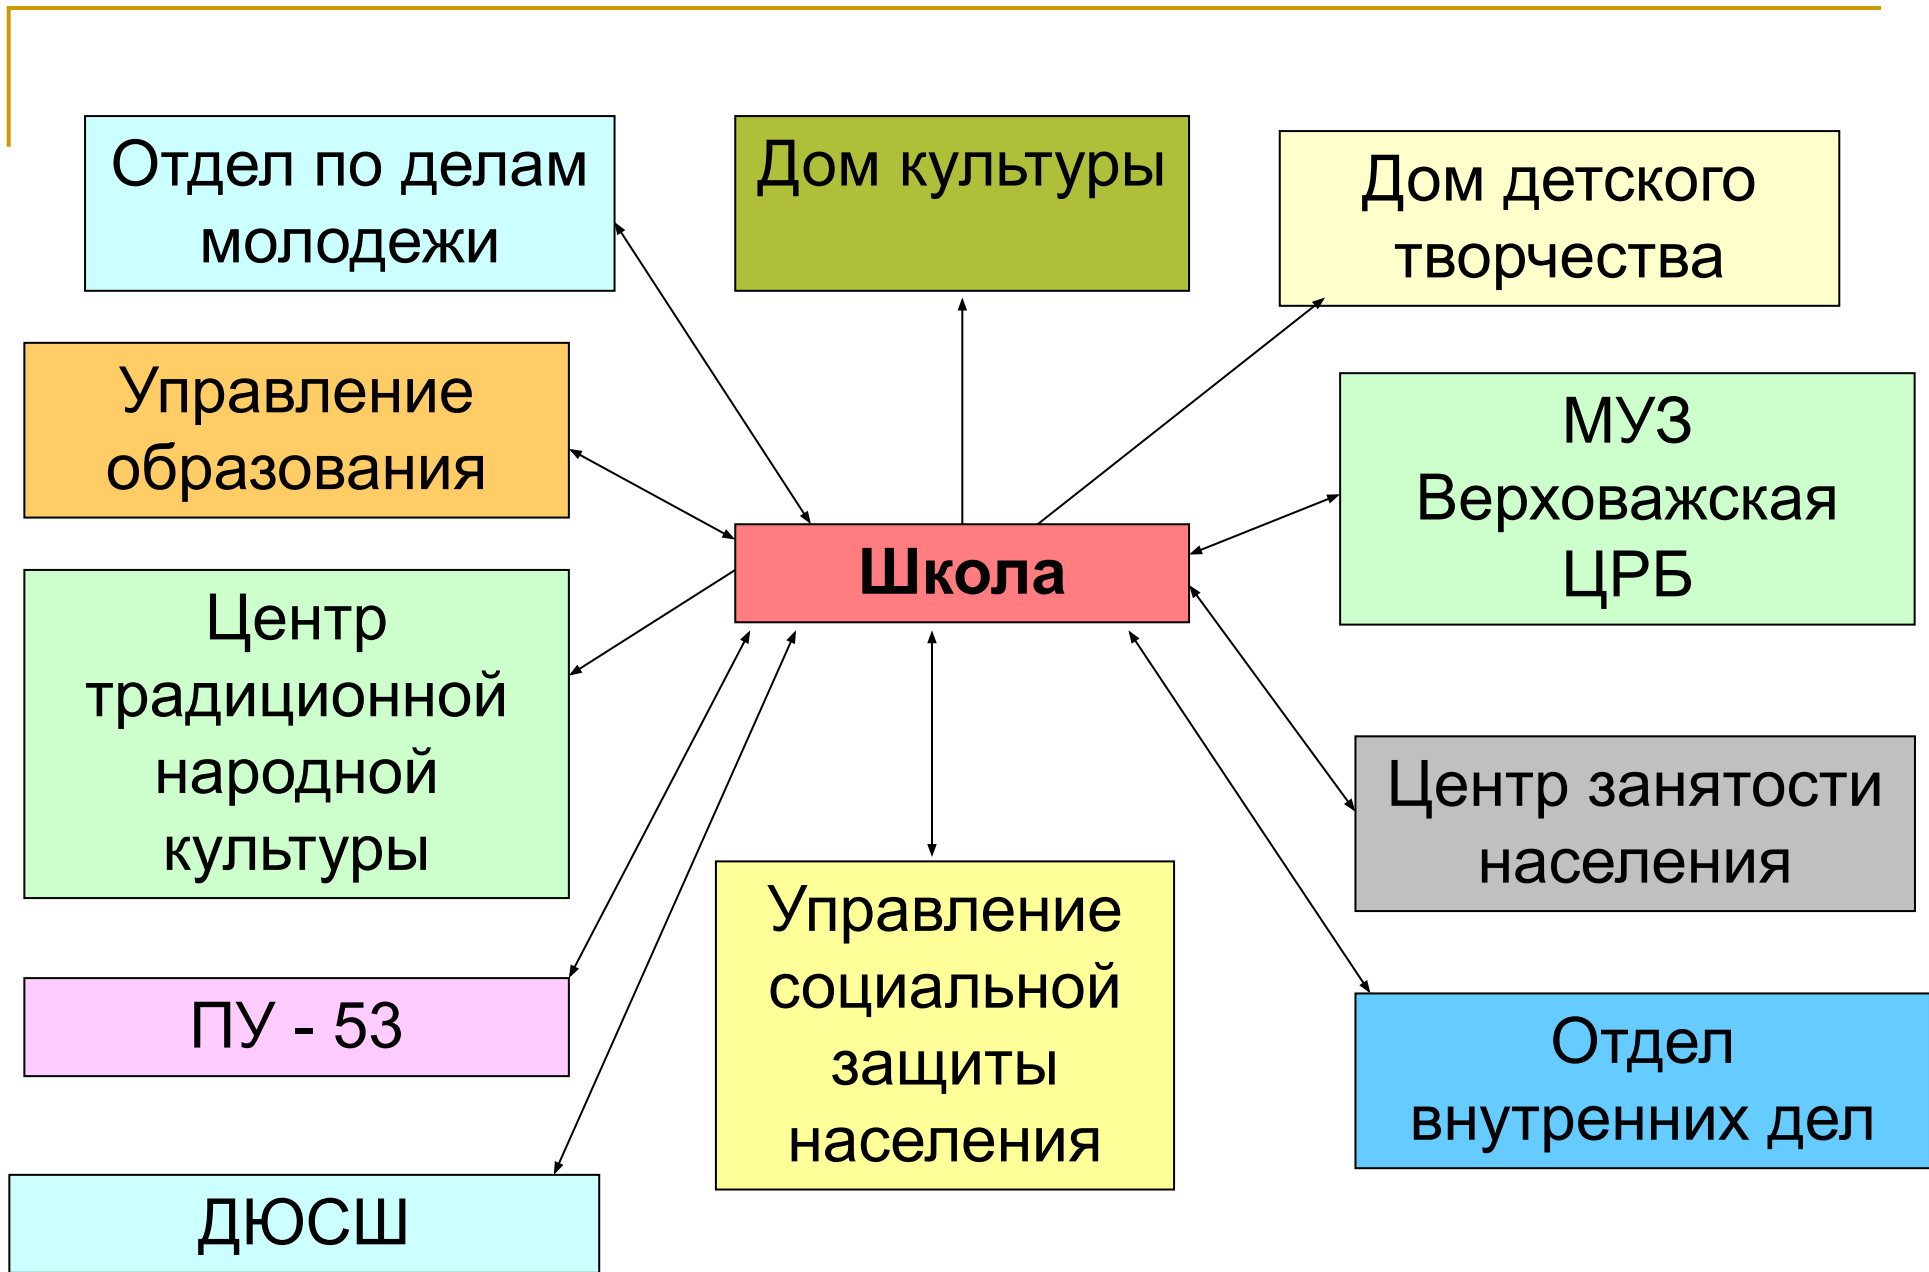 Отдел по делам
молодежи
Дом культуры
Дом детского
творчества
Управление
образования
МУЗ
Верховажская
ЦРБ
Школа
Центр
традиционной
народной
культуры
Центр занятости
населения
Управление
социальной
защиты
населения
ПУ - 53
Отдел
внутренних дел
ДЮСШ